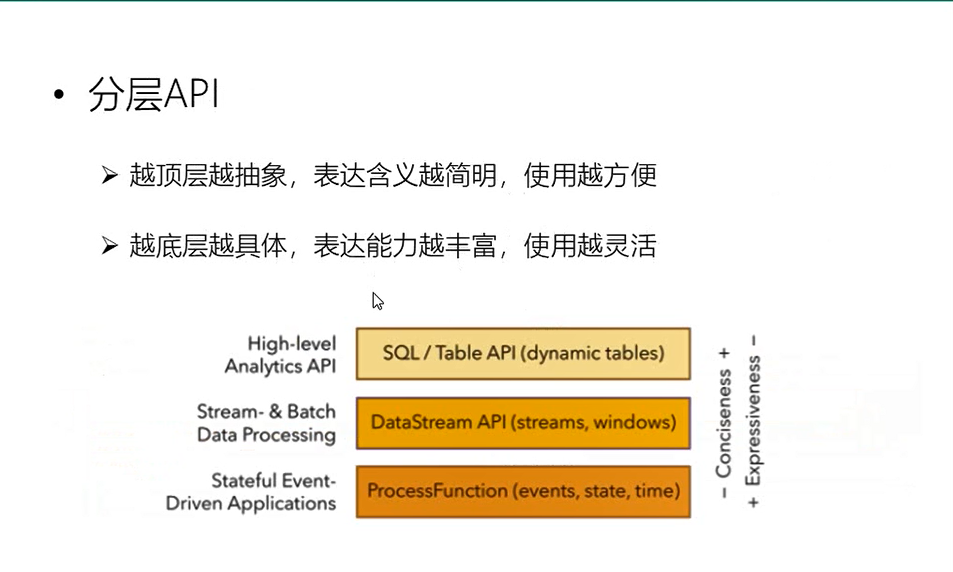 • 分层API
➢ 越顶层越抽象，表达含义越简明，使用越方便
➢ 越底层越具体，表达能力越丰富，使用越灵活
High-level
Analytics API
SQL / Table API (dynamic tables)
Stream- & Batch
Data Processing
DataStream API (streams, windows)
Stateful Event-
Driven Applications
ProcessFunction (events, state, time)
− Conciseness +
+ Expressiveness −